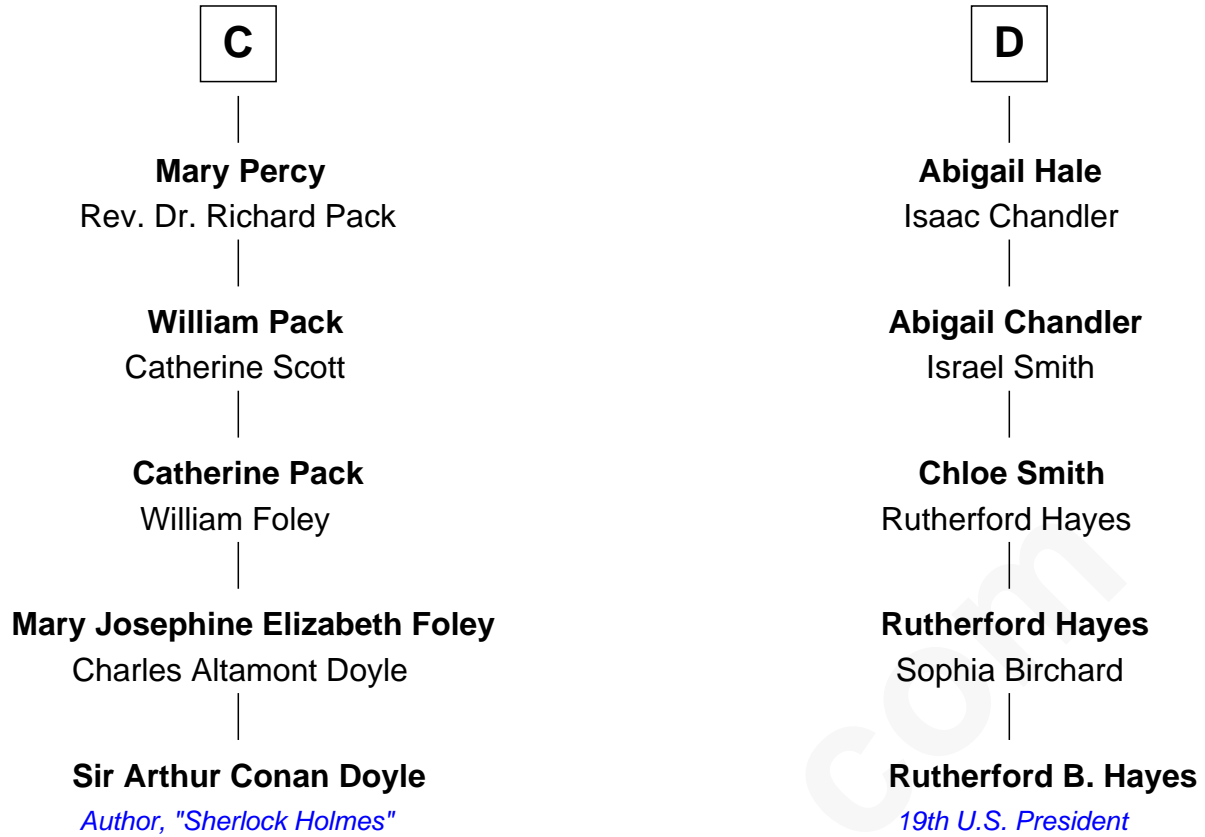 C
Mary Percy
Rev. Dr. Richard Pack
William Pack
Catherine Scott
Catherine Pack
William Foley
Mary Josephine Elizabeth Foley
Charles Altamont Doyle
Sir Arthur Conan Doyle
Author, "Sherlock Holmes"
D
Abigail Hale
Isaac Chandler
Abigail Chandler
Israel Smith
Chloe Smith
Rutherford Hayes
Rutherford Hayes
Sophia Birchard
Rutherford B. Hayes
19th U.S. President
com